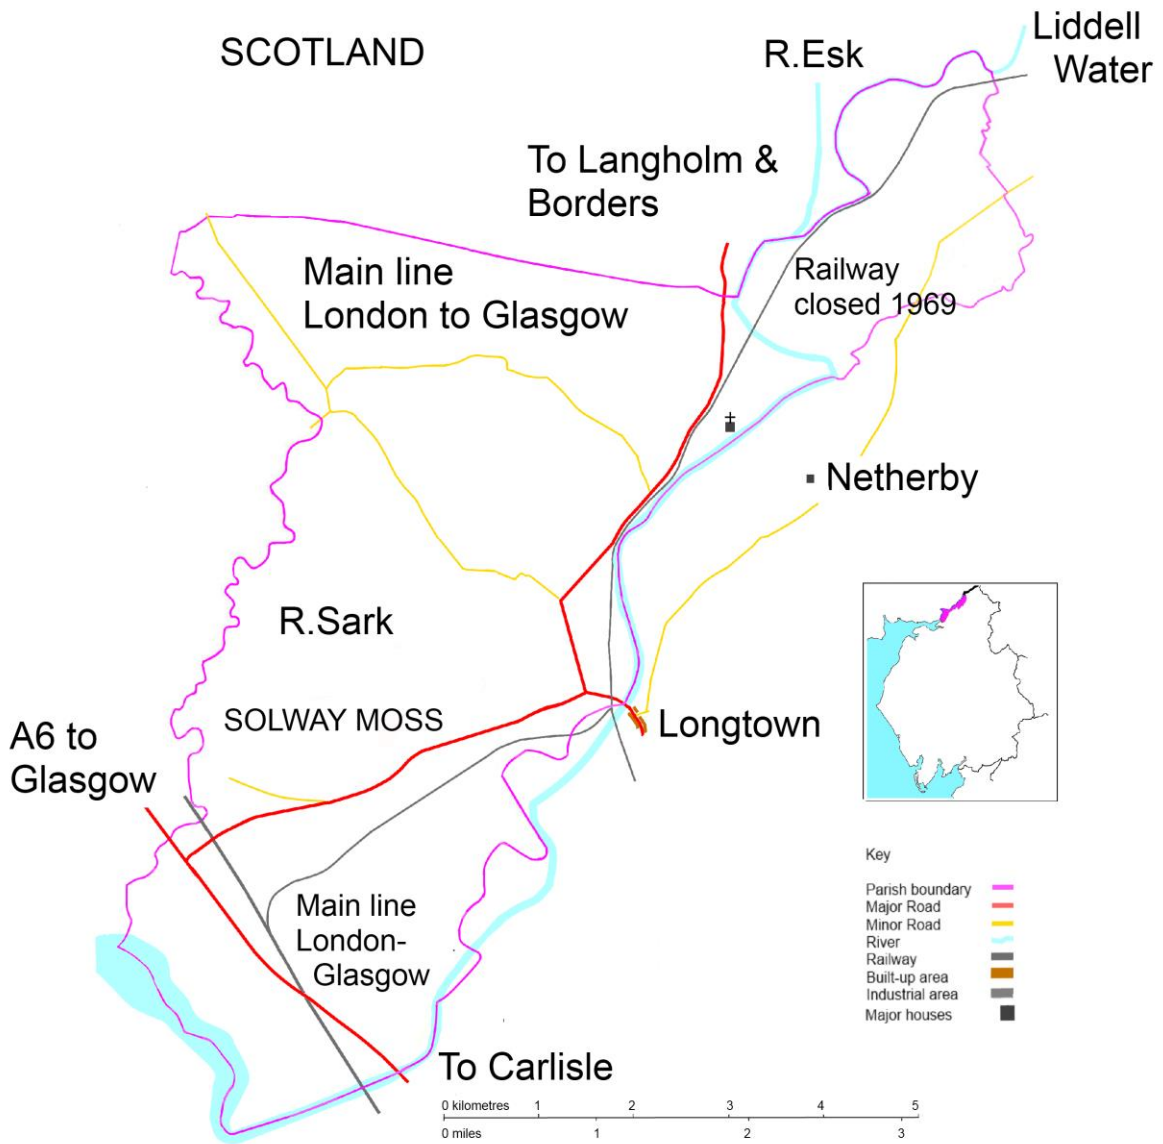 SCOTLAND
R.Esk
Liddell
Water
To Langholm &
Borders
Main line
London to Glasgow
Railway
closed 1969
Netherby
R.Sark
SOLWAY MOSS
Longtown
A6 to
Glasgow
Main line
London-
Glasgow
To Carlisle
Key
Parish boundary
Major Road
Minor Road
River
Railway
Built-up area
Industrial area
Major houses
0 kilometres 1 2 3 4 5
0 miles 1 2 3